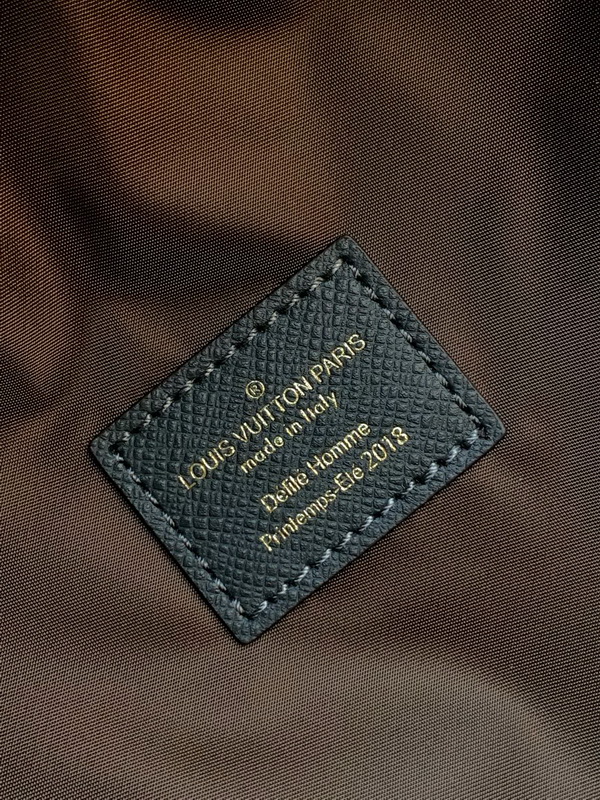 ®
LOUIS VUITTON PARIS
made in Italy
Defile Homme
Printemps-Ete 2018